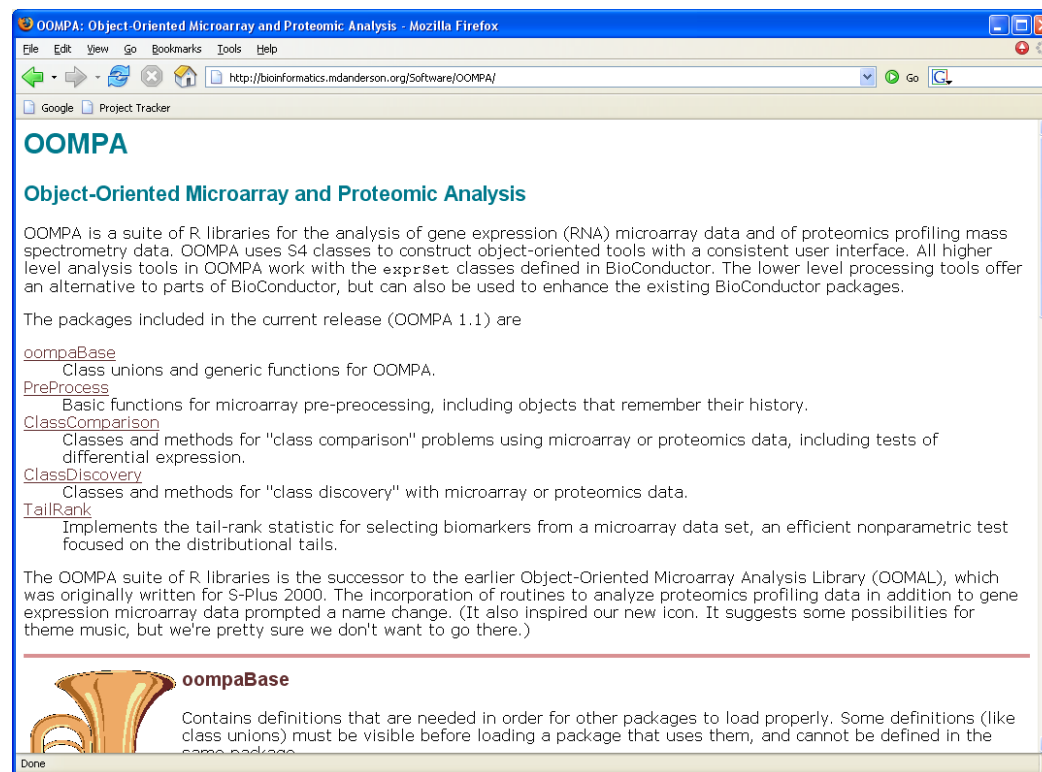 OOMPA: Object-Oriented Microarray and Proteomic Analysis - Mozilla Firefox
File Edit View Go Bookmarks Tools Help
http://bioinformatics.mdanderson.org/Software/OOMPA/ Go G
Google Project Tracker
OOMPA
Object-Oriented Microarray and Proteomic Analysis
OOMPA is a suite of R libraries for the analysis of gene expression (RNA) microarray data and of proteomics profiling mass
spectrometry data. OOMPA uses S4 classes to construct object-oriented tools with a consistent user interface. All higher
level analysis tools in OOMPA work with the exprSet classes defined in BioConductor. The lower level processing tools offer
an alternative to parts of BioConductor, but can also be used to enhance the existing BioConductor packages.
The packages included in the current release (OOMPA 1.1) are
oompaBase
Class unions and generic functions for OOMPA.
PreProcess
Basic functions for microarray pre-preocessing, including objects that remember their history.
ClassComparison
Classes and methods for "class comparison" problems using microarray or proteomics data, including tests of
differential expression.
ClassDiscovery
Classes and methods for "class discovery" with microarray or proteomics data.
TailRank
Implements the tail-rank statistic for selecting biomarkers from a microarray data set, an efficient nonparametric test
focused on the distributional tails.
The OOMPA suite of R libraries is the successor to the earlier Object-Oriented Microarray Analysis Library (OOMAL), which
was originally written for S-Plus 2000. The incorporation of routines to analyze proteomics profiling data in addition to gene
expression microarray data prompted a name change. (It also inspired our new icon. It suggests some possibilities for
theme music, but we're pretty sure we don't want to go there.)
oompaBase
Contains definitions that are needed in order for other packages to load properly. Some definitions (like
class unions) must be visible before loading a package that uses them, and cannot be defined in the
same package.
Done